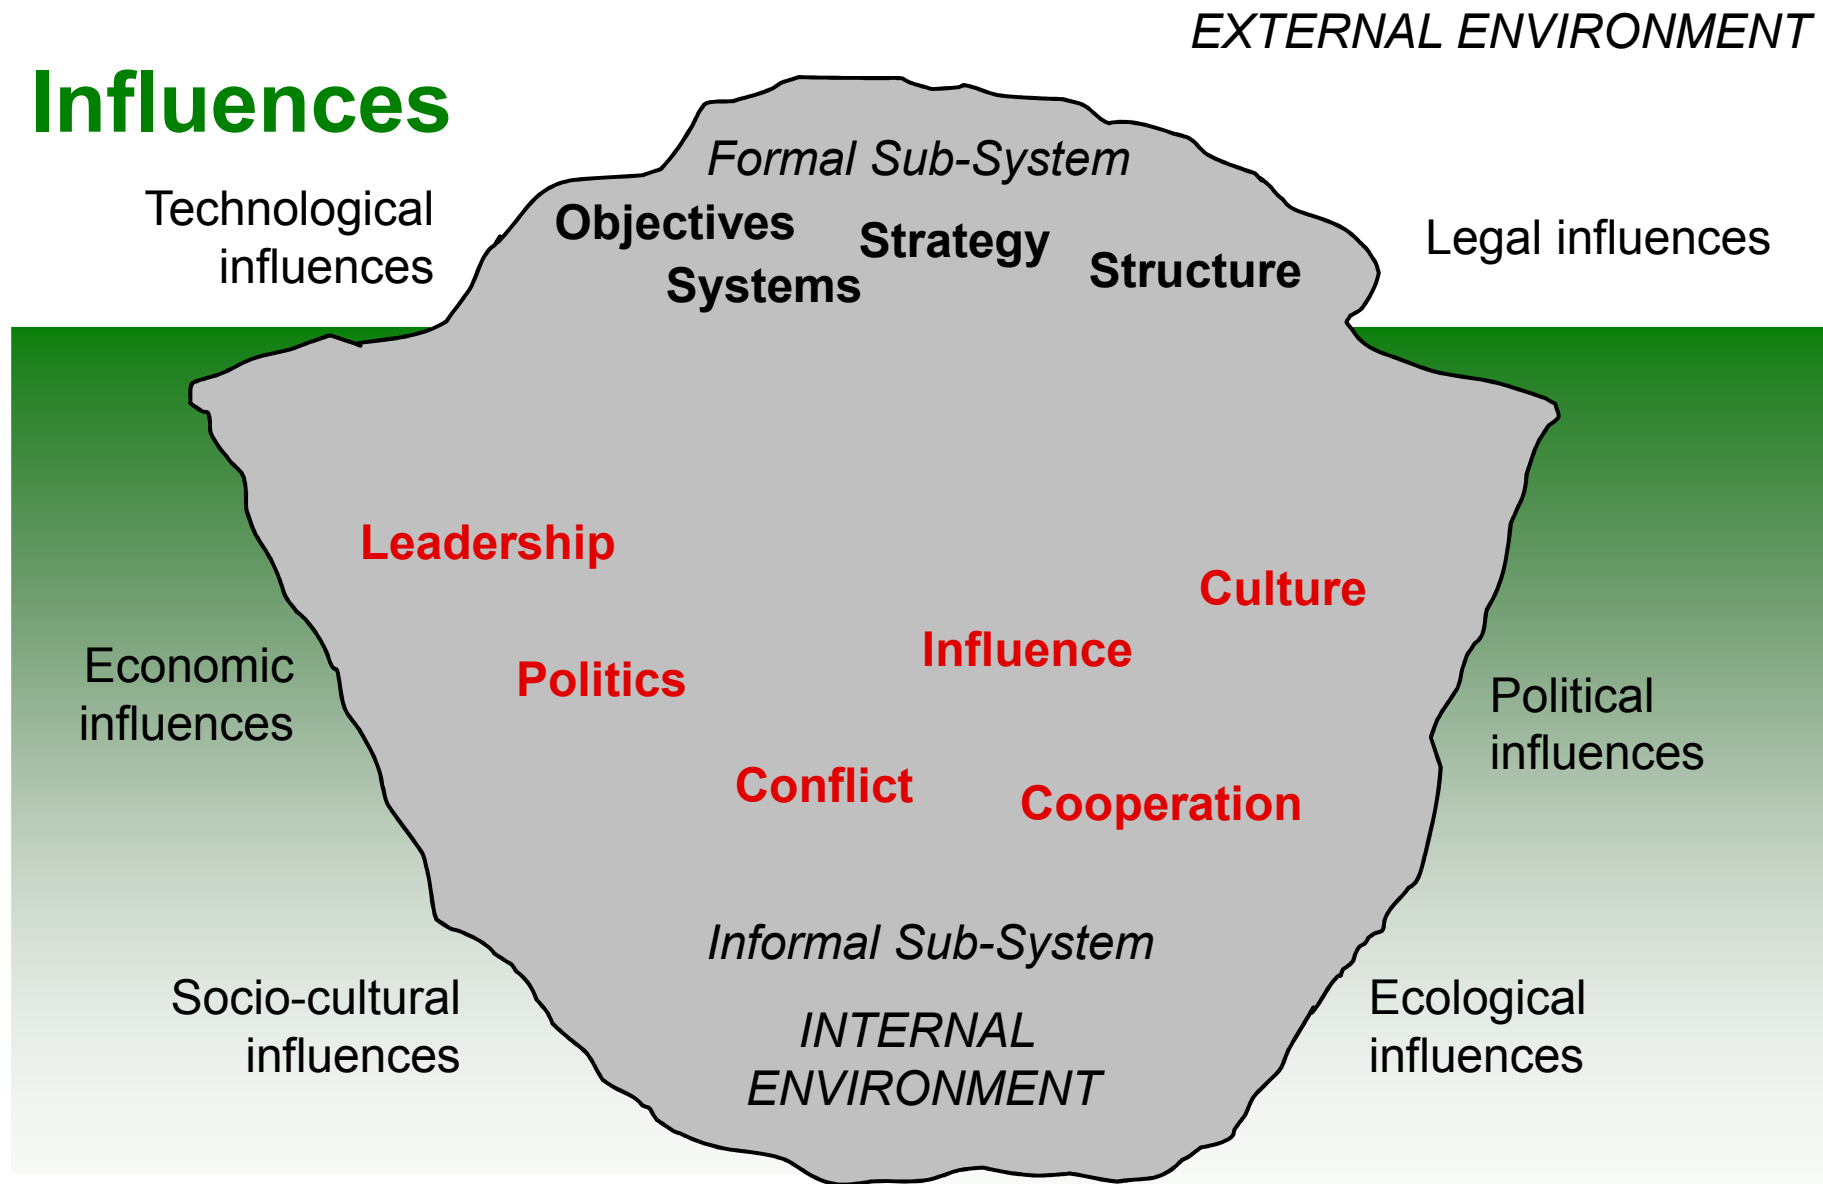 EXTERNAL ENVIRONMENT
Influences
Formal Sub-System
Technological
influences
Objectives
Strategy
Systems
Structure
Legal influences
Leadership
Culture
Influence
Politics
Economic
influences
Political
influences
Conflict
Cooperation
Informal Sub-System
Socio-cultural
influences
INTERNAL
ENVIRONMENT
Ecological
influences